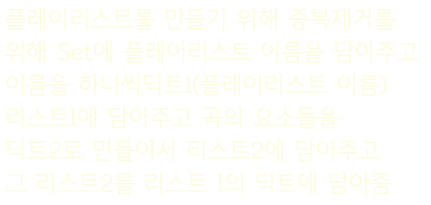 플레이리스트를 만들기 위해 중복제거를
위해 Set에 플레이리스트 이름을 담아주고
이름을 하나씩딕트1(플레이리스트 이름)
리스트1에 담아주고 곡의 요소들을
딕트2로 만들어서 리스트2에 담아주고
그 리스트2를 리스트 1의 딕트에 담아줌